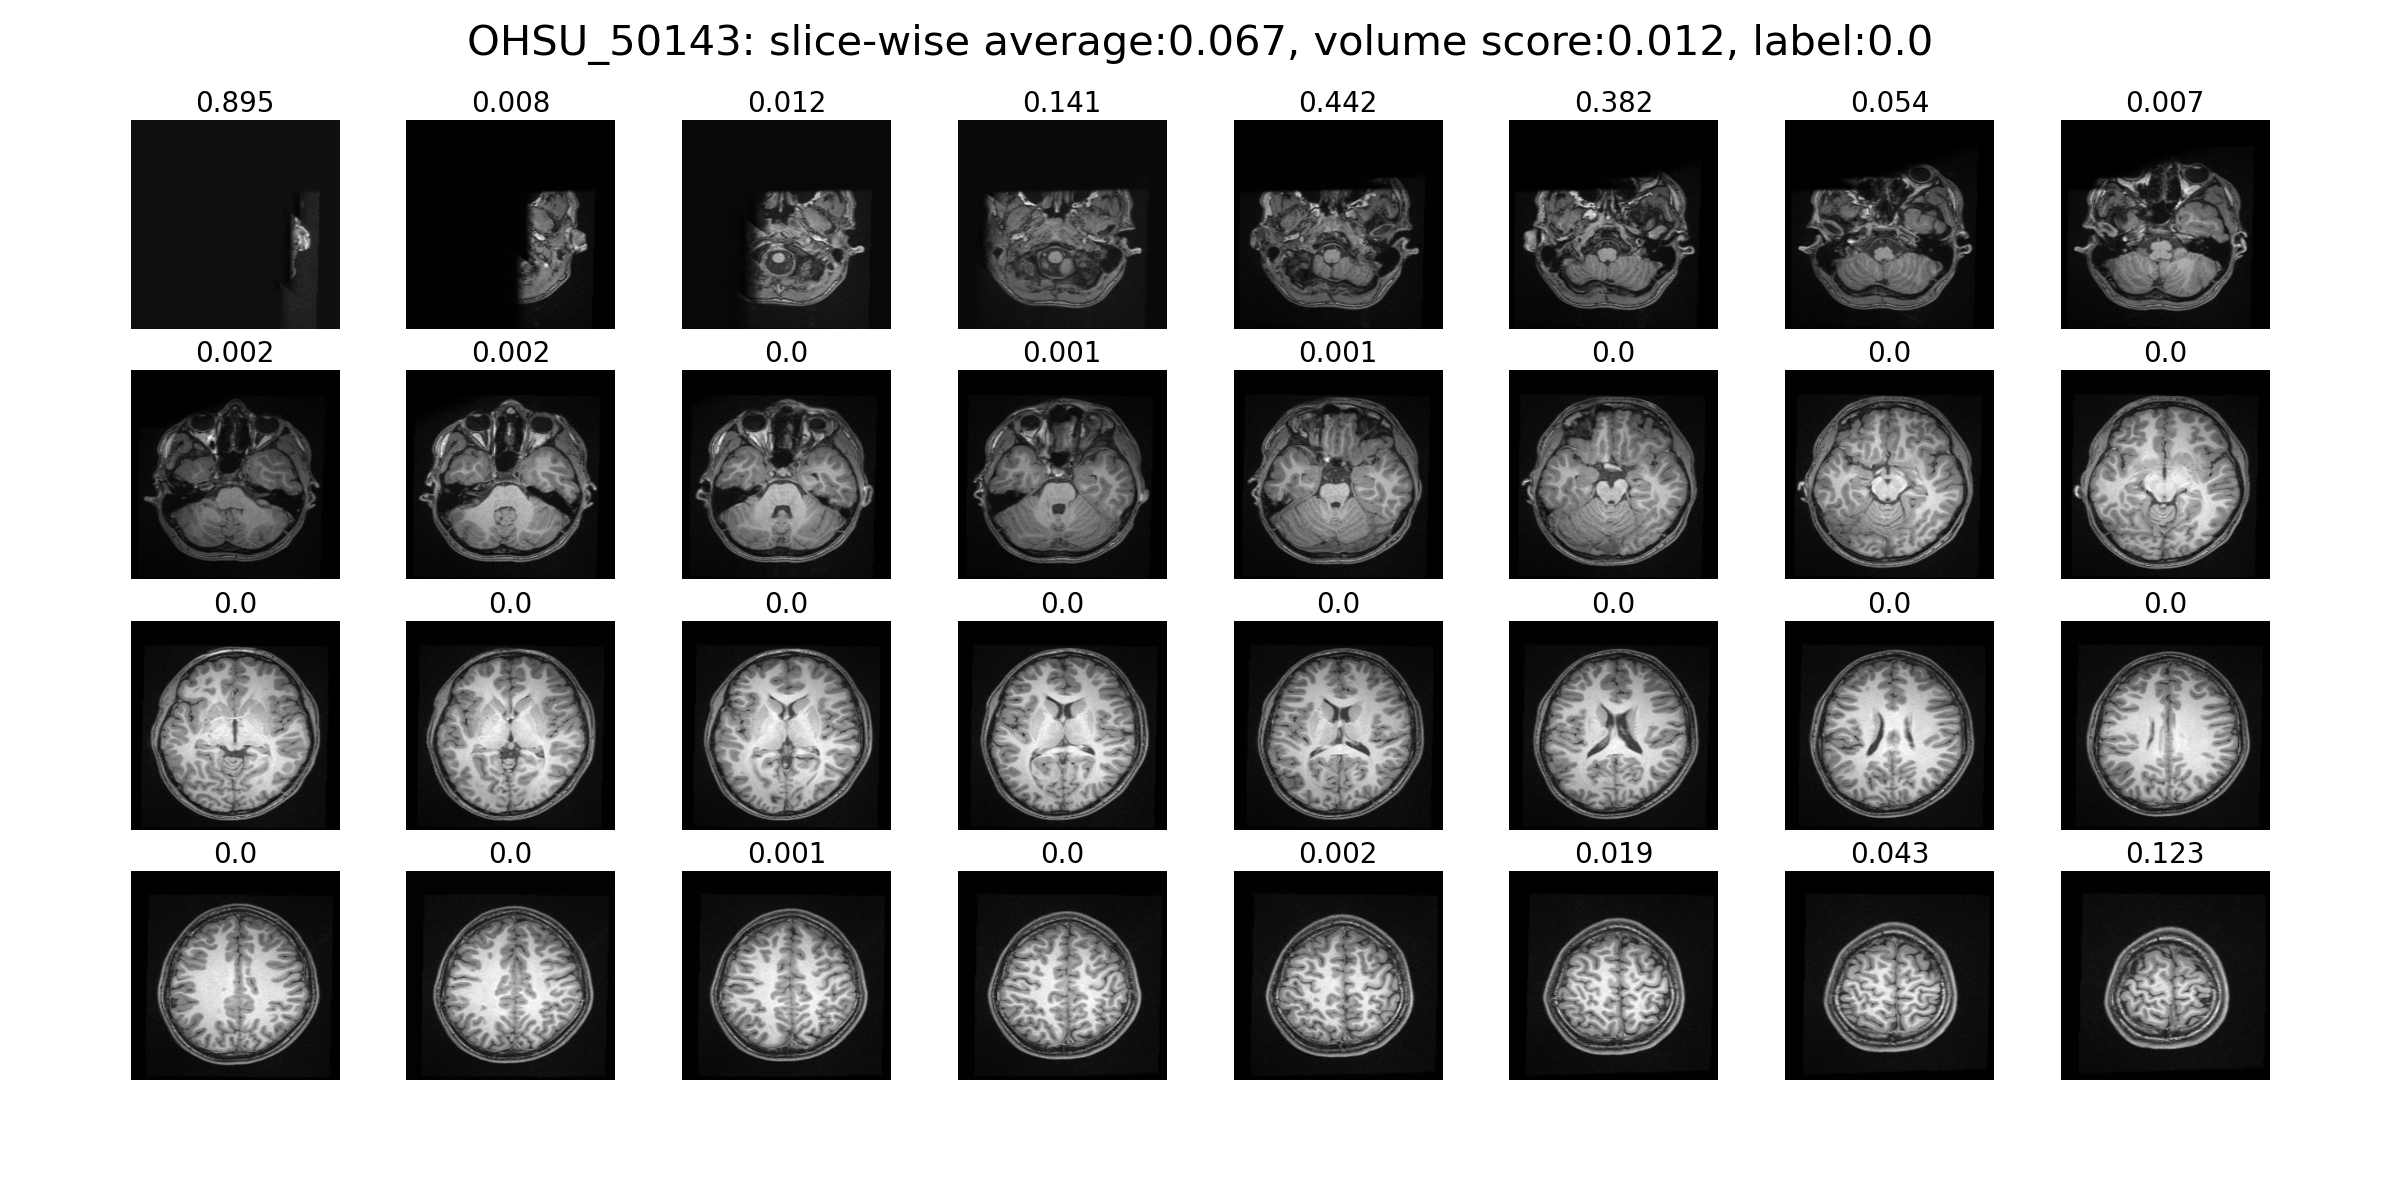 OHSU_50143: slice-wise average:0.067, volume score:0.012, label:0.0
0.895 0.008 0.012 0.141 0.442 0.382 0.054 0.007
0.002 0.002 0.0 0.001 0.001 0.0 0.0 0.0
0.0 0.0 0.0 0.0 0.0 0.0 0.0 0.0
0.0 0.0 0.001 0.0 0.002 0.019 0.043 0.123